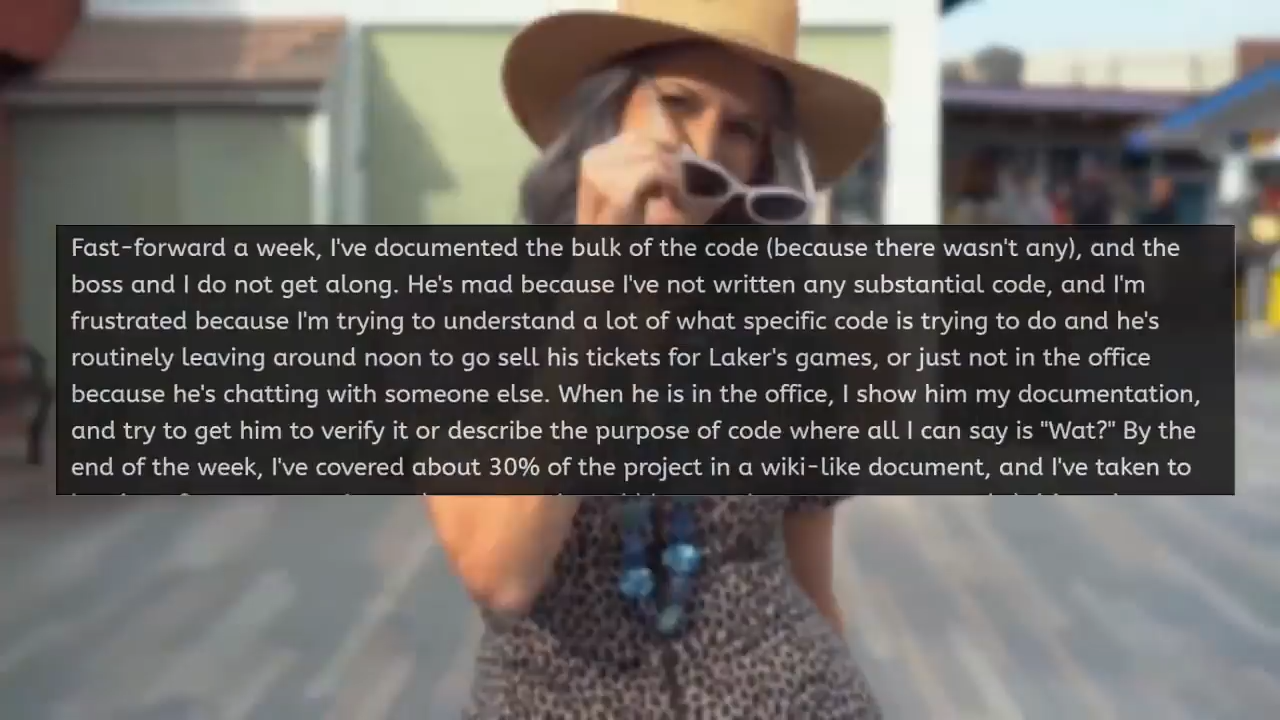 Fast-forward a week, I've documented the bulk of the code (because there wasn't any), and the
boss and I do not get along. He's mad because I've not written any substantial code, and I'm
frustrated because I'm trying to understand a lot of what specific code is trying to do and he's
routinely leaving around noon to go sell his tickets for Laker's games, or just not in the office
because he's chatting with someone else. When he is in the office, I show him my documentation,
and try to get him to verify it or describe the purpose of code where all I can say is "Wat?" By the
end of the week, I've covered about 30% of the project in a wiki-like document, and I've taken to